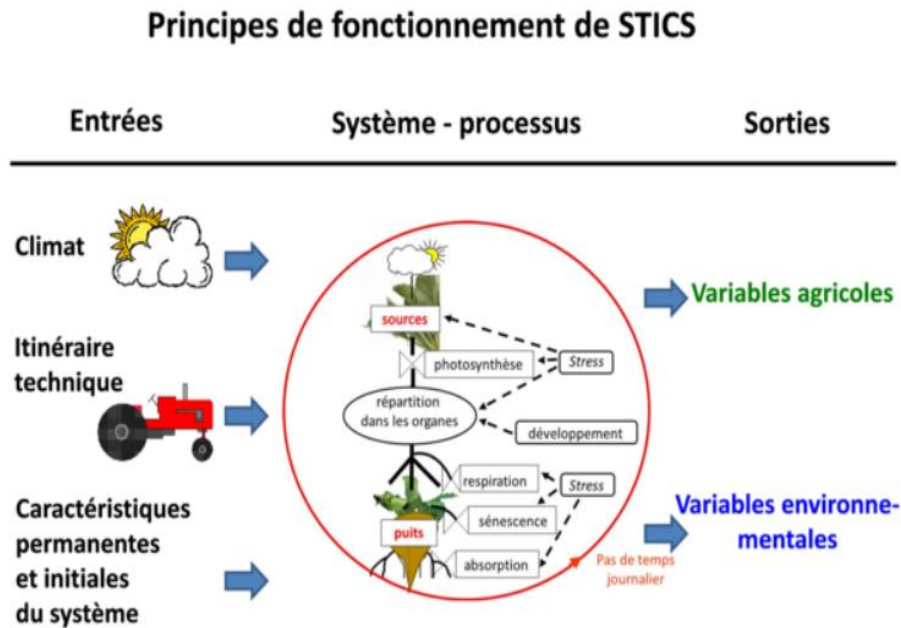 Principes de fonctionnement de STICS
Entrées
Système - processus
Sorties
Climat
Itinéraire
technique
Caractéristiques
permanentes
et initiales
du système
sources
photosynthèse
Stress
répartition
dans les organes
développement
respiration
Stress
sénescence
puits
absorption
Pas de temps
journalier
Variables agricoles
Variables environne-
mentales